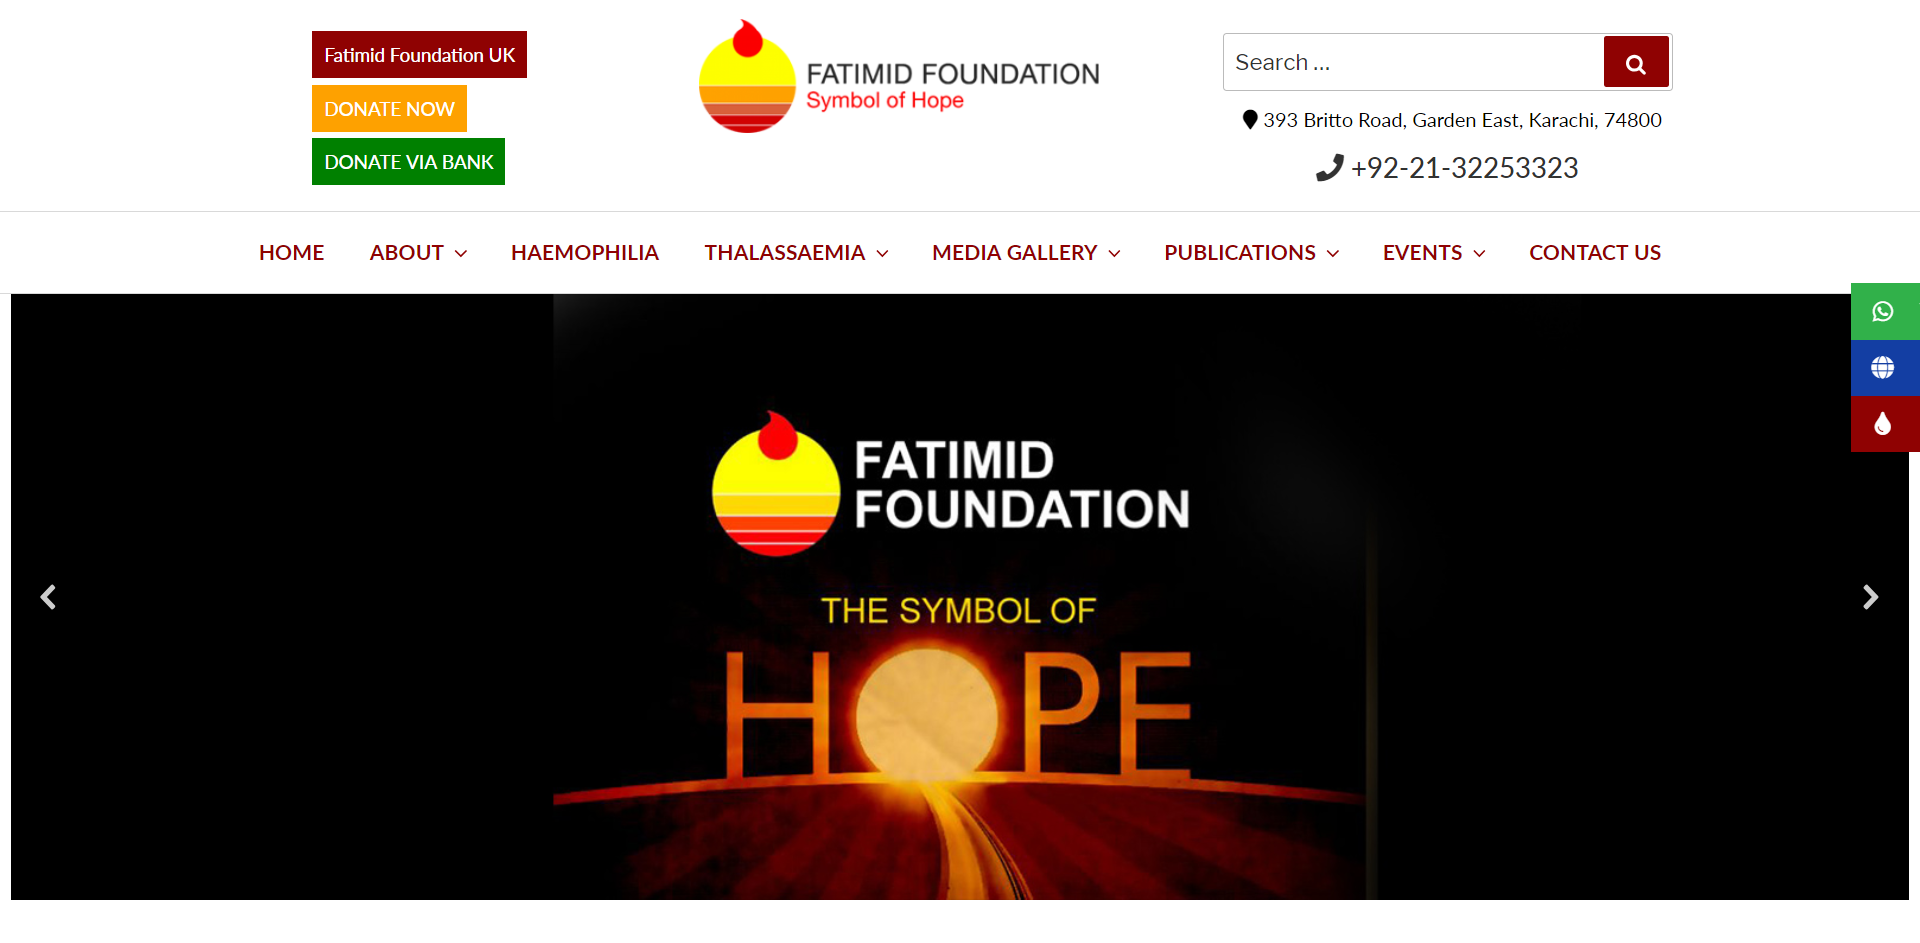 Fatimid Foundation UK
DONATE NOW
DONATE VIA BANK
FATIMID FOUNDATION
Symbol of Hope
Search ...
393 Britto Road, Garden East, Karachi, 74800
+92-21-32253323
HOME ABOUT HAEMOPHILIA THALASSAEMIA MEDIA GALLERY PUBLICATIONS EVENTS CONTACT US
FATIMID
FOUNDATION
THE SYMBOL OF
HOPE